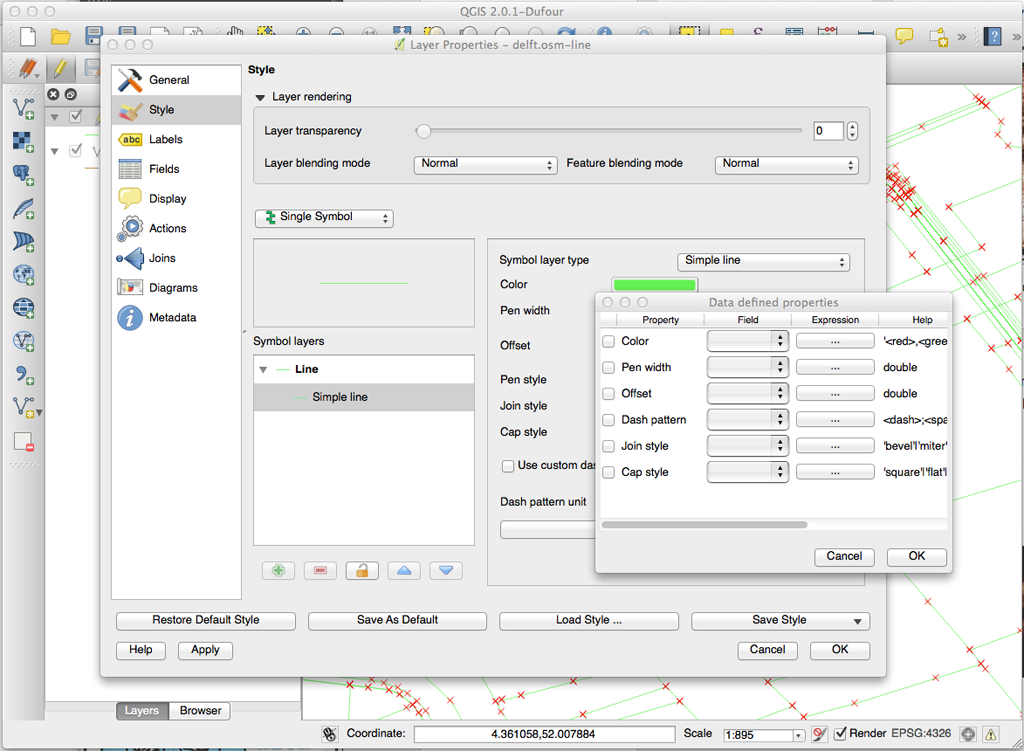 QGIS 2.0.1-Dufour
Layer Properties - delft.osm-line
General
Style
Labels
Fields
Display
Actions
Joins
Diagrams
Metadata
abc
Style
Layer rendering
Layer transparency
0
Layer blending mode
Normal
Feature blending mode
Normal
Single Symbol
Symbol layers
Line
Simple line
Symbol layer type
Simple line
Color
Pen width
Offset
Pen style
Join style
Cap style
Use custom das
Dash pattern unit
Data defined properties
Property Field Expression Help
Color ... '<red>,<gree
Pen width ... double
Offset ... double
Dash pattern ... <dash>;<spa
Join style ... 'bevel'l'miter'
Cap style ... 'square'l'flat'l
Cancel OK
Restore Default Style Save As Default Load Style ... Save Style
Help Apply Cancel OK
Layers Browser
Coordinate: 4.361058,52.007884 Scale 1:895 Render EPSG:4326